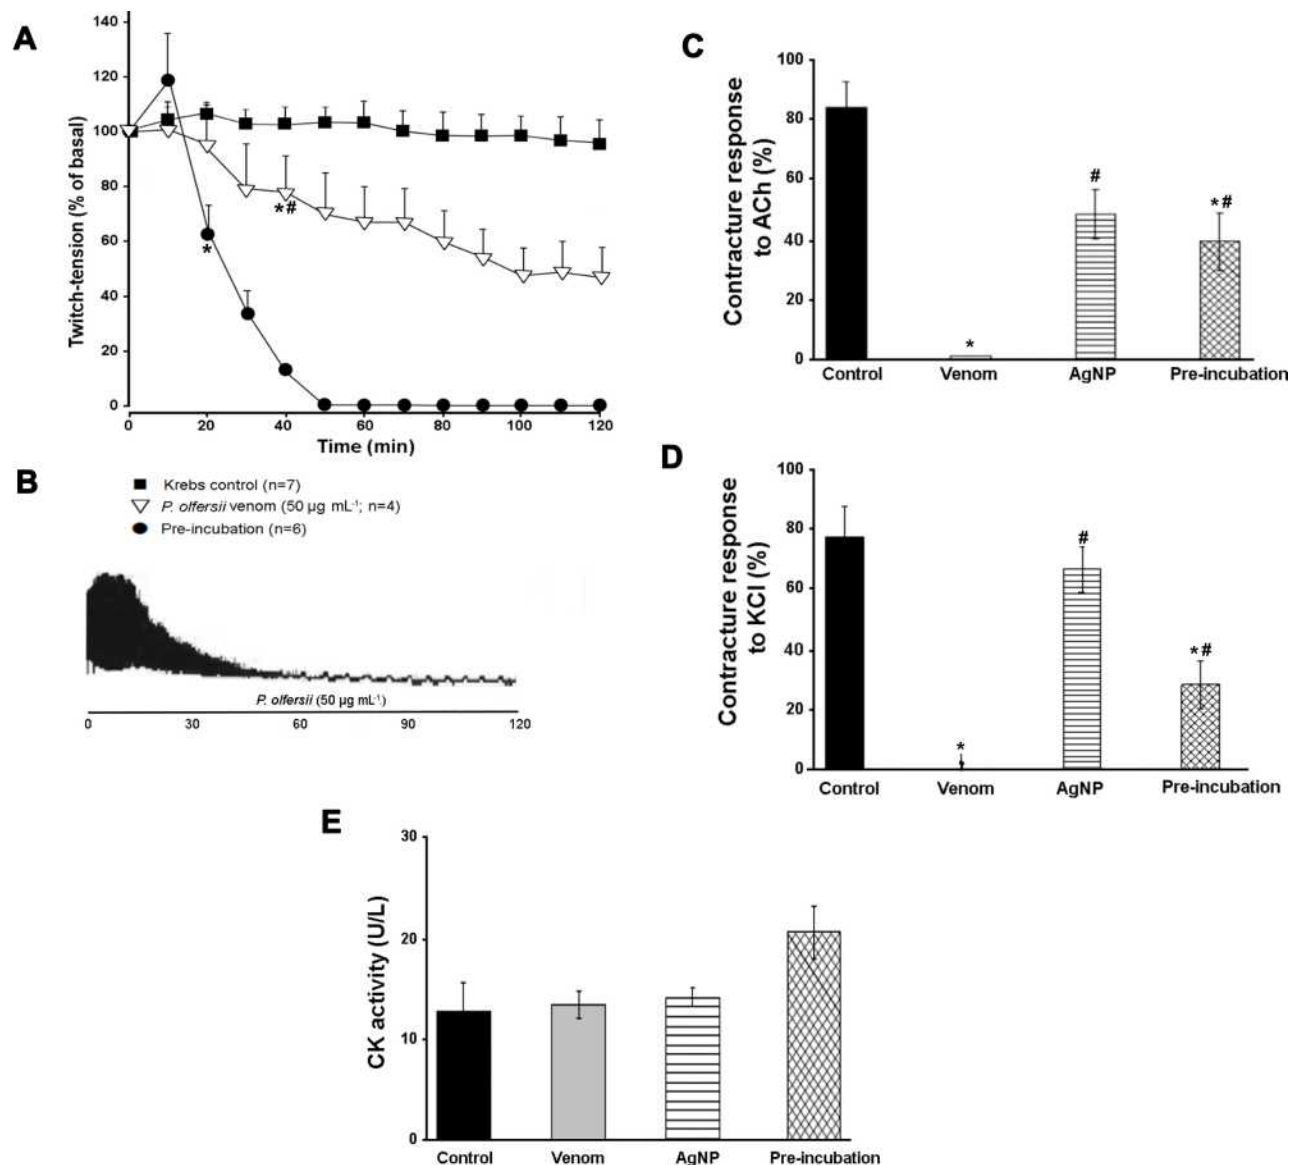 A
Twitch-tension (% of basal)
140
120
100
80
60
40
20
0
*
*#
0 20 40 60 80 100 120
Time (min)
B
Krebs control (n=7)
P. olfersii venom (50 µg mL⁻¹; n=4)
Pre-incubation (n=6)
P. olfersii (50 µg mL⁻¹)
0 30 60 90 120
C
Contracture response
to ACh (%)
100
80
60
40
20
0
*
#
*#
Control Venom AgNP Pre-incubation
D
Contracture response
to KCl (%)
100
80
60
40
20
0
*
#
*#
Control Venom AgNP Pre-incubation
E
CK activity (U/L)
30
20
10
0
Control Venom AgNP Pre-incubation